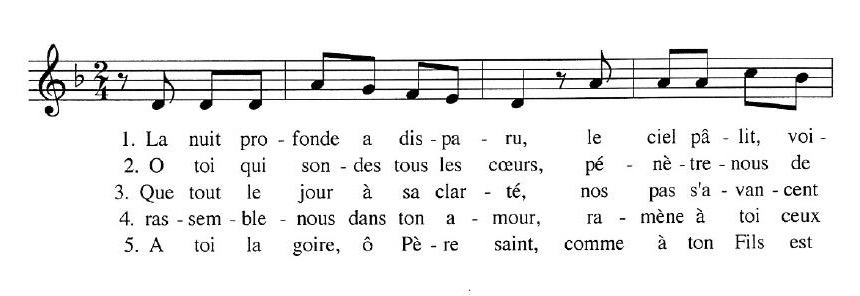 2/4
1. La nuit pro - fonde a dis - pa - ru, le ciel pâ - lit, voi -
2. O toi qui son - des tous les cœurs, pé - nè - tre - nous de
3. Que tout le jour à sa clar - té, nos pas s'a - van - cent
4. ras - sem - ble - nous dans ton a - mour, ra - mène à toi ceux
5. A toi la goire, ô Pè - re saint, comme à ton Fils est